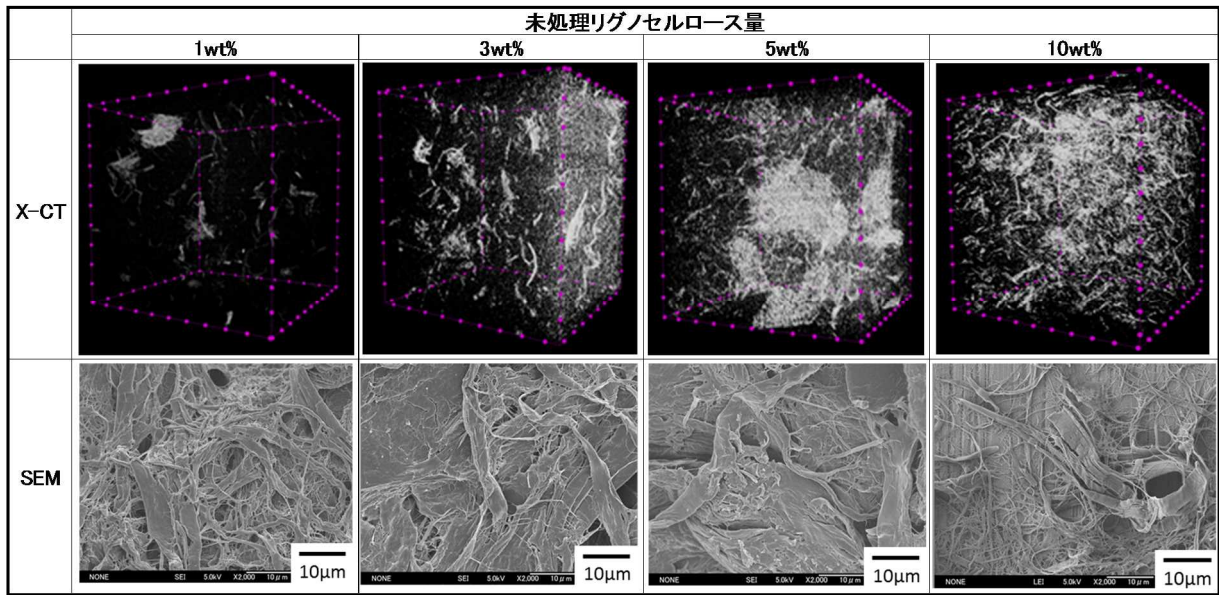 未処理リグノセルロース量
1wt% 3wt% 5wt% 10wt%
X-CT
SEM
NONE SEI 5.0kV X2,000 10μm
10μm
NONE SEI 5.0kV X2,000 10μm
10μm
NONE SEI 5.0kV X2,000 10μm
10μm
NONE LEI 5.0kV X2,000 10μm
10μm